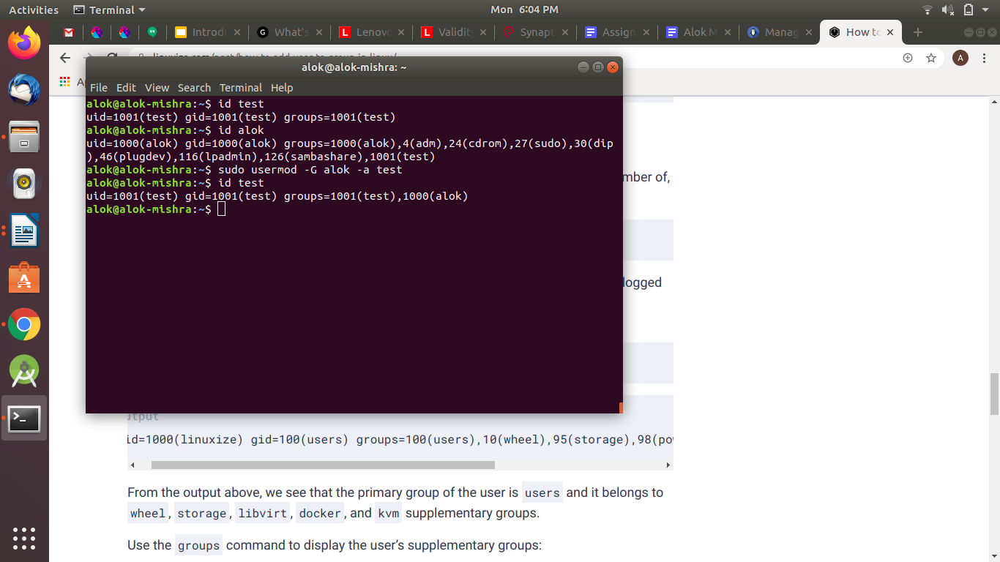 Activities
Terminal
Mon 6:04 PM
Introdu
What's
Lenovo
Validity
Synapt
Assign
Alok M
Manag
How to
A
alok@alok-mishra: ~
File Edit View Search Terminal Help
alok@alok-mishra:~$ id test
uid=1001(test) gid=1001(test) groups=1001(test)
alok@alok-mishra:~$ id alok
uid=1000(alok) gid=1000(alok) groups=1000(alok),4(adm),24(cdrom),27(sudo),30(dip
),46(plugdev),116(lpadmin),126(sambashare),1001(test)
alok@alok-mishra:~$ sudo usermod -G alok -a test
alok@alok-mishra:~$ id test
uid=1001(test) gid=1001(test) groups=1001(test),1000(alok)
alok@alok-mishra:~$
mber of,
logged
utput
id=1000(linuxize) gid=100(users) groups=100(users),10(wheel),95(storage),98(po
From the output above, we see that the primary group of the user is users and it belongs to
wheel, storage, libvirt, docker, and kvm supplementary groups.
Use the groups command to display the user’s supplementary groups: